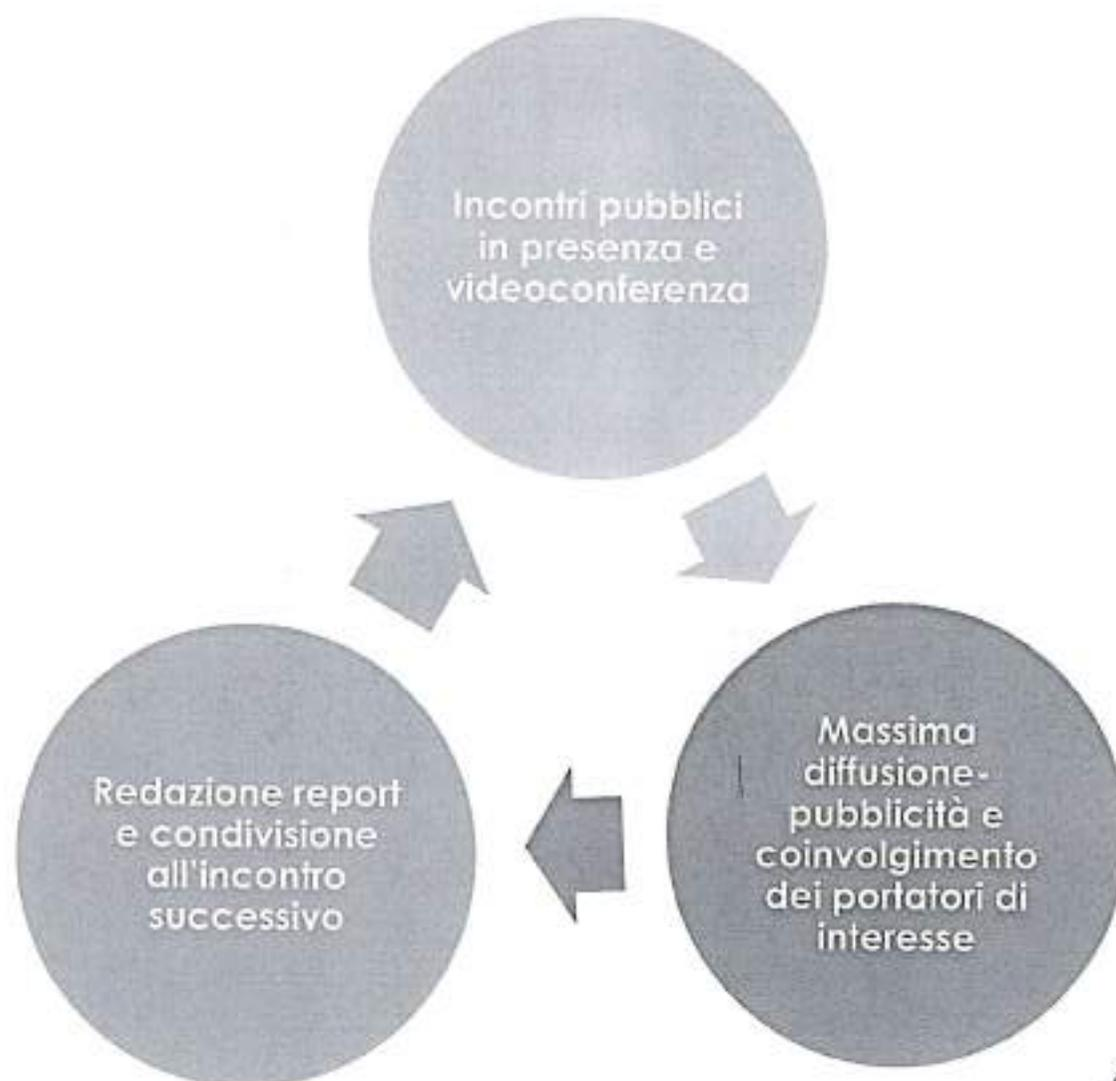 Incontri pubblici
in presenza e
videoconferenza
Massima
diffusione-
pubblicità e
coinvolgimento
dei portatori di
interesse
Redazione report
e condivisione
all'incontro
successivo